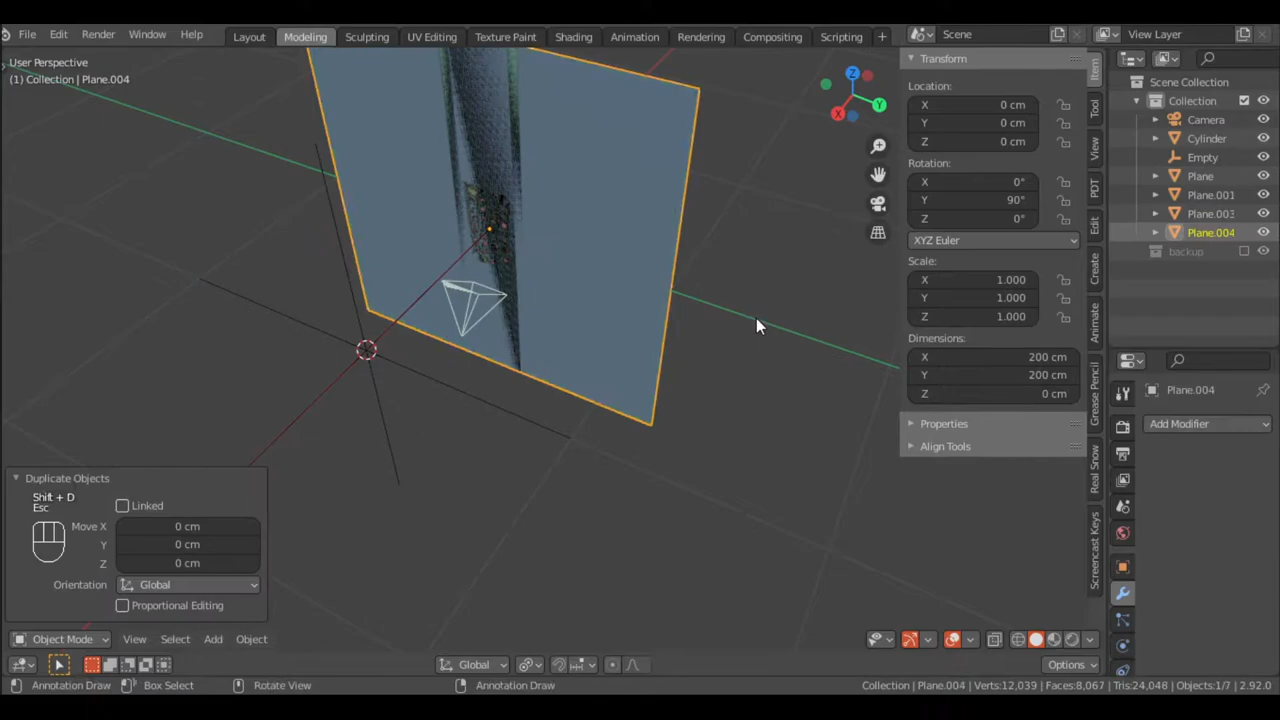 File Edit Render Window Help Layout Modeling Sculpting UV Editing Texture Paint Shading Animation Rendering Compositing Scripting + Scene View Layer
User Perspective
(1) Collection | Plane.004
Transform
Location:
X 0 cm
Y 0 cm
Z 0 cm
Rotation:
X 0°
Y 90°
Z 0°
XYZ Euler
Scale:
X 1.000
Y 1.000
Z 1.000
Dimensions:
X 200 cm
Y 200 cm
Z 0 cm
Properties
Align Tools
Item
Tool
View
PDT
Edit
Create
Animate
Grease Pencil
Real Snow
Screencast Keys
Scene Collection
Collection
Camera
Cylinder
Empty
Plane
Plane.001
Plane.003
Plane.004
backup
Plane.004
Add Modifier
Z
Y
X
Duplicate Objects
Shift + D
Esc
Linked
Move X 0 cm
Y 0 cm
Z 0 cm
Orientation Global
Proportional Editing
Object Mode View Select Add Object
Global Options
Annotation Draw Box Select Rotate View Annotation Draw Collection | Plane.004 | Verts:12,039 | Faces:8,067 | Tris:24,048 | Objects:1/7 | 2.92.0